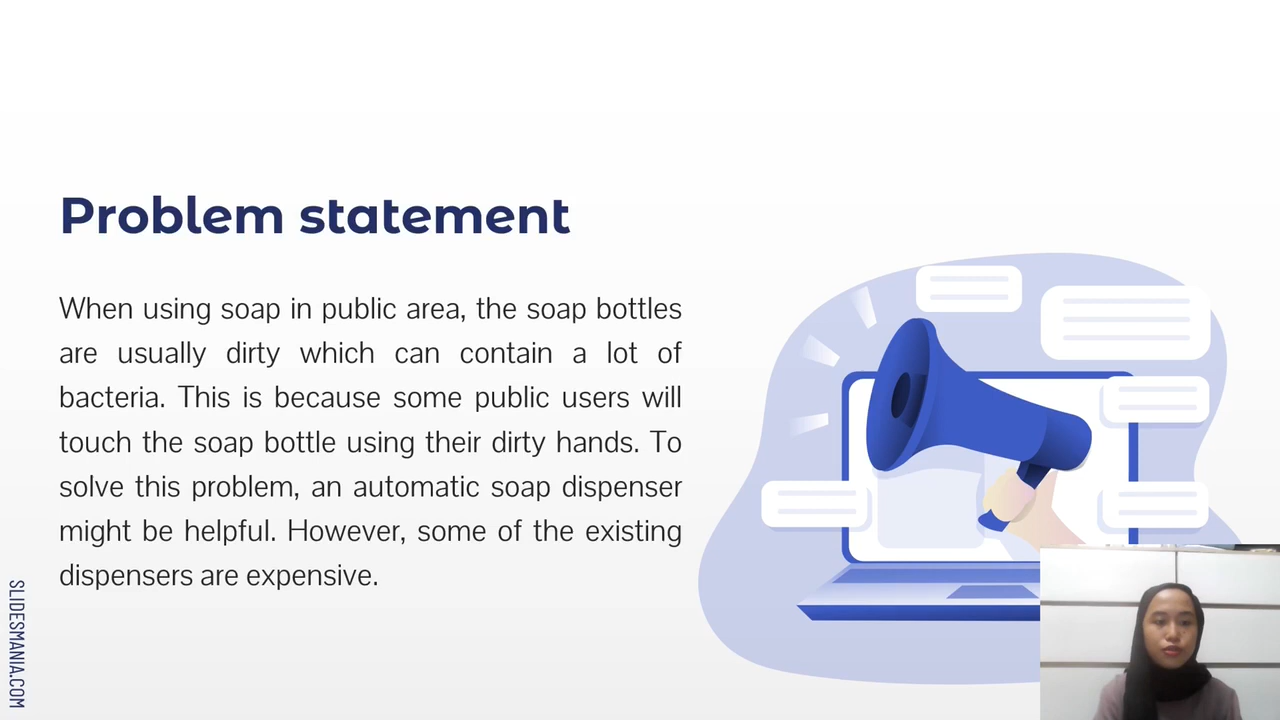 Problem statement
When using soap in public area, the soap bottles
are usually dirty which can contain a lot of
bacteria. This is because some public users will
touch the soap bottle using their dirty hands. To
solve this problem, an automatic soap dispenser
might be helpful. However, some of the existing
dispensers are expensive.
SLIDESMANIA.COM